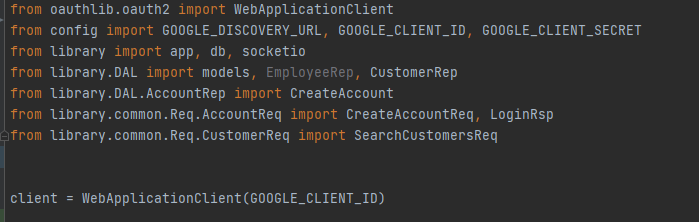 from oauthlib.oauth2 import WebApplicationClient
from config import GOOGLE_DISCOVERY_URL, GOOGLE_CLIENT_ID, GOOGLE_CLIENT_SECRET
from library import app, db, socketio
from library.DAL import models, EmployeeRep, CustomerRep
from library.DAL.AccountRep import CreateAccount
from library.common.Req.AccountReq import CreateAccountReq, LoginRsp
from library.common.Req.CustomerReq import SearchCustomersReq
client = WebApplicationClient(GOOGLE_CLIENT_ID)